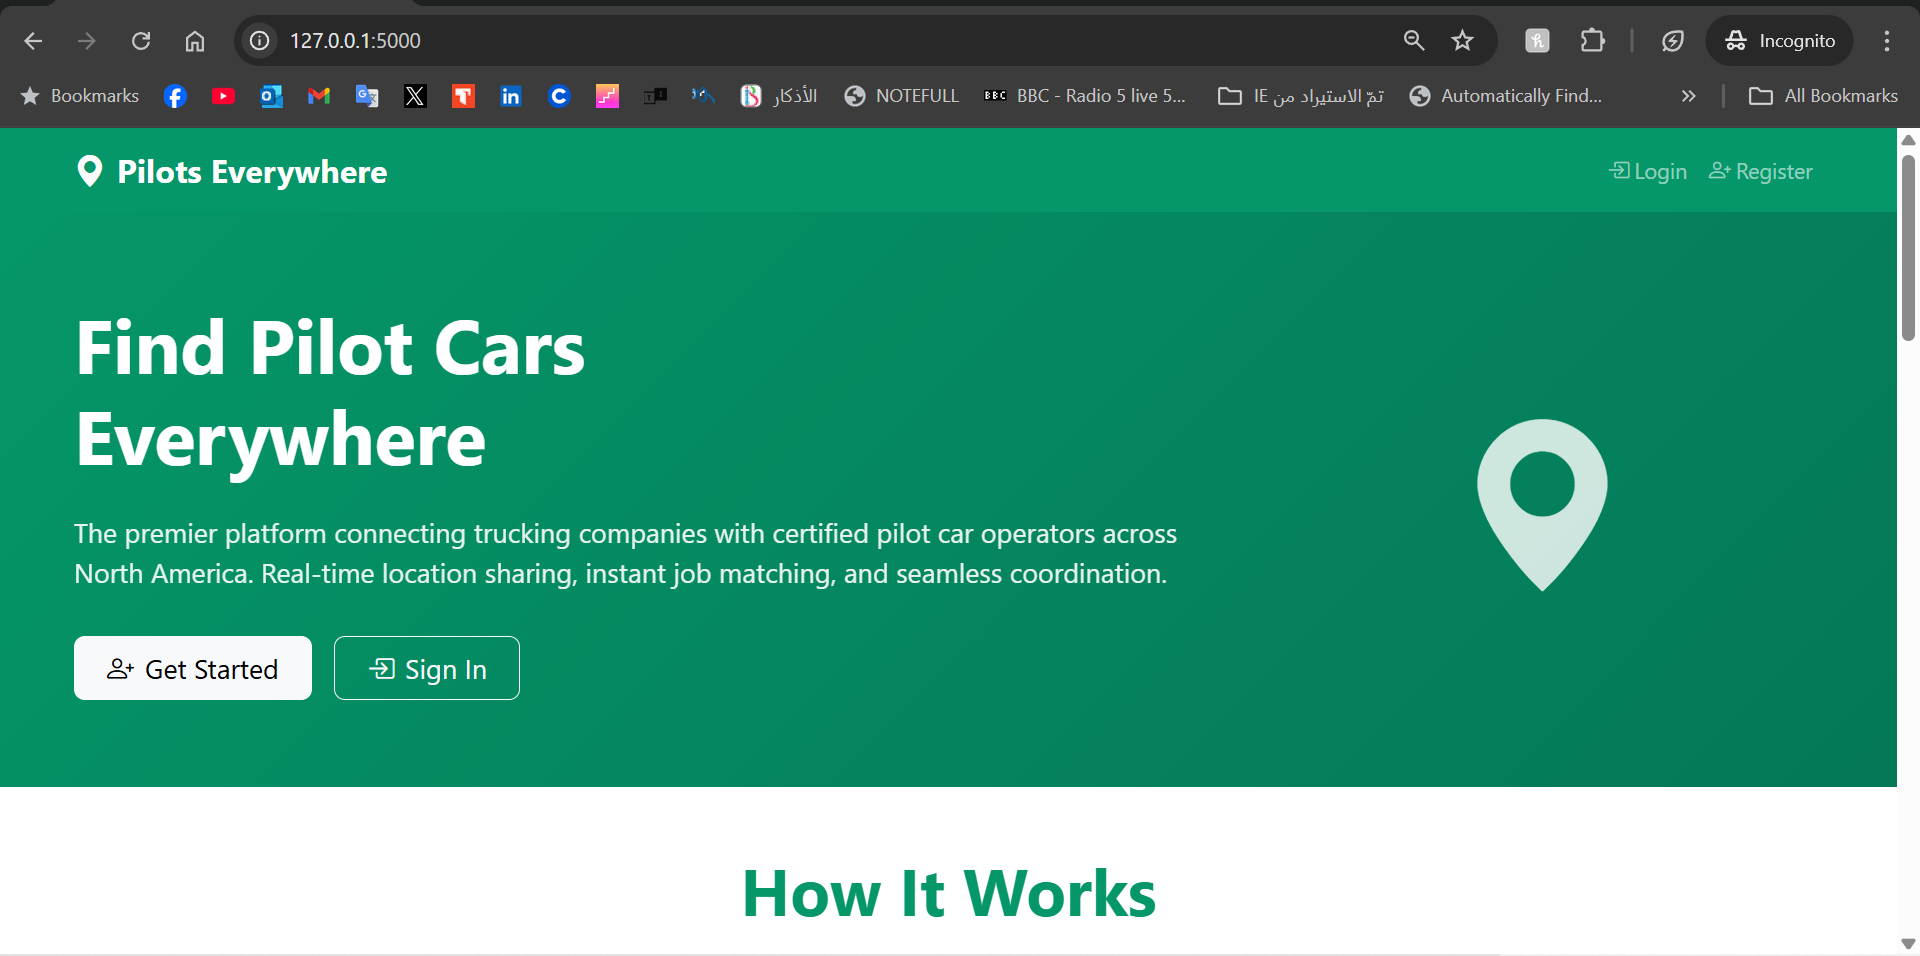 127.0.0.1:5000
Incognito
Bookmarks
الأذكار
NOTEFULL
BBC
BBC - Radio 5 live 5...
تمّ الاستيراد من IE
Automatically Find...
All Bookmarks
Pilots Everywhere
Login
Register
Find Pilot Cars
Everywhere
The premier platform connecting trucking companies with certified pilot car operators across
North America. Real-time location sharing, instant job matching, and seamless coordination.
Get Started
Sign In
How It Works